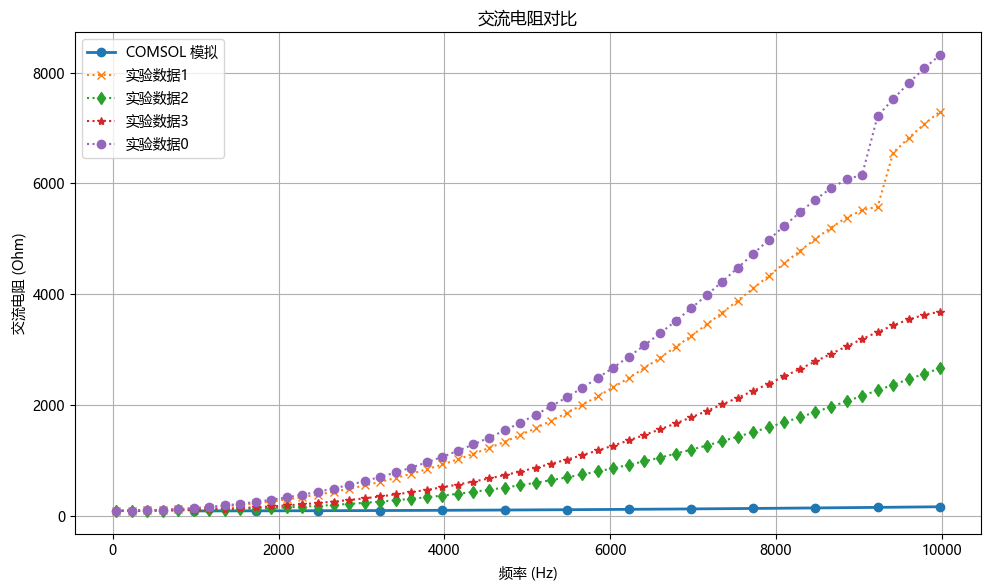 交流电阻对比
COMSOL 模拟
实验数据1
实验数据2
实验数据3
实验数据0
8000
6000
4000
2000
0
交流电阻 (Ohm)
0
2000
4000
6000
8000
10000
频率 (Hz)